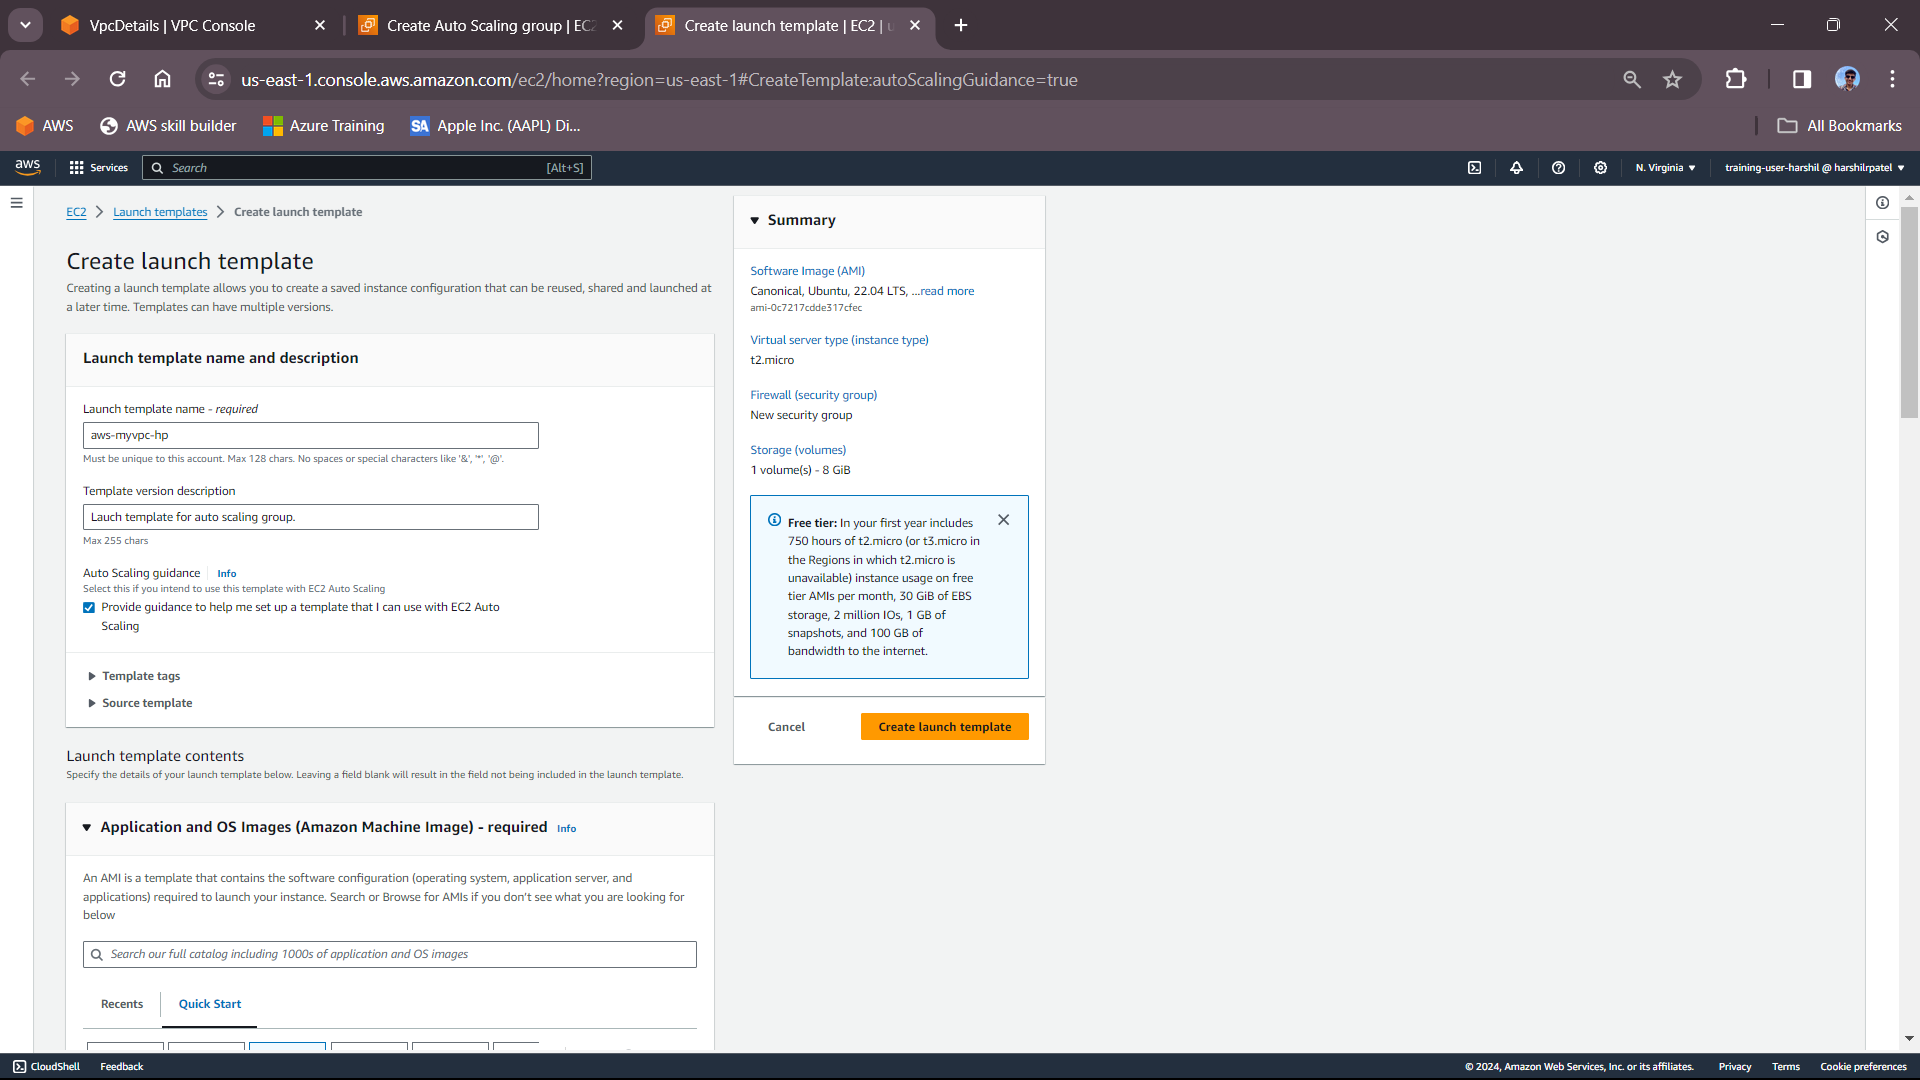 VpcDetails | VPC Console
Create Auto Scaling group | EC2
Create launch template | EC2 | u
us-east-1.console.aws.amazon.com/ec2/home?region=us-east-1#CreateTemplate:autoScalingGuidance=true
AWS
AWS skill builder
Azure Training
SA
Apple Inc. (AAPL) Di...
All Bookmarks
aws
Services
Search
[Alt+S]
N. Virginia
training-user-harshil @ harshilrpatel
EC2
Launch templates
Create launch template
Create launch template
Creating a launch template allows you to create a saved instance configuration that can be reused, shared and launched at
a later time. Templates can have multiple versions.
Launch template name and description
Launch template name - required
aws-myvpc-hp
Must be unique to this account. Max 128 chars. No spaces or special characters like '&', '*', '@'.
Template version description
Lauch template for auto scaling group.
Max 255 chars
Auto Scaling guidance
Info
Select this if you intend to use this template with EC2 Auto Scaling
Provide guidance to help me set up a template that I can use with EC2 Auto
Scaling
Template tags
Source template
Launch template contents
Specify the details of your launch template below. Leaving a field blank will result in the field not being included in the launch template.
Application and OS Images (Amazon Machine Image) - required
Info
An AMI is a template that contains the software configuration (operating system, application server, and
applications) required to launch your instance. Search or Browse for AMIs if you don't see what you are looking for
below
Search our full catalog including 1000s of application and OS images
Recents
Quick Start
Summary
Software Image (AMI)
Canonical, Ubuntu, 22.04 LTS, ...read more
ami-0c7217cdde317cfec
Virtual server type (instance type)
t2.micro
Firewall (security group)
New security group
Storage (volumes)
1 volume(s) - 8 GiB
Free tier: In your first year includes
750 hours of t2.micro (or t3.micro in
the Regions in which t2.micro is
unavailable) instance usage on free
tier AMIs per month, 30 GiB of EBS
storage, 2 million IOs, 1 GB of
snapshots, and 100 GB of
bandwidth to the internet.
Cancel
Create launch template
CloudShell
Feedback
© 2024, Amazon Web Services, Inc. or its affiliates.
Privacy
Terms
Cookie preferences